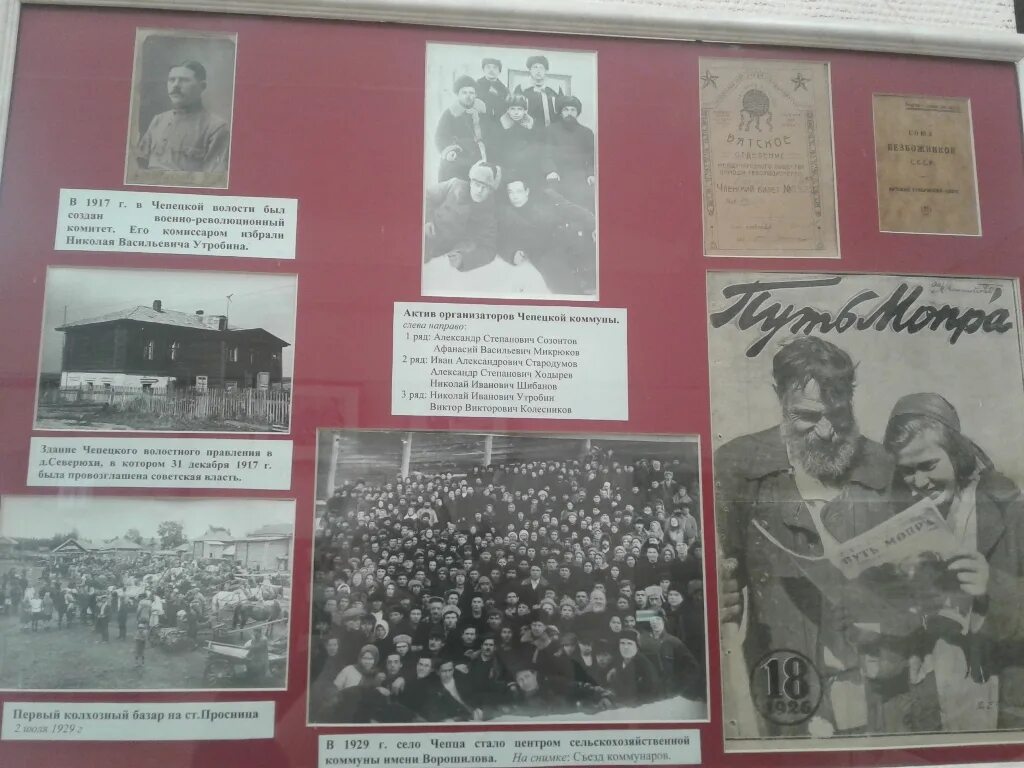 В 1917 г. в Чепецкой волости был
создан военно-революционный
комитет. Его комиссаром избрали
Николая Васильевича Утробина.
Здание Чепецкого волостного правления в
д.Северюхи, в котором 31 декабря 1917 г.
была провозглашена советская власть.
Первый колхозный базар на ст.Просница
2 июля 1929 г
Актив организаторов Чепецкой коммуны.
слева направо:
1 ряд: Александр Степанович Созонтов
Афанасий Васильевич Микрюков
2 ряд: Иван Александрович Стародумов
Александр Степанович Ходырев
Николай Иванович Шибанов
3 ряд: Николай Иванович Утробин
Виктор Викторович Колесников
В 1929 г. село Чепца стало центром сельскохозяйственной
коммуны имени Ворошилова. На снимке: Съезд коммунаров.
ВЯТСКОЕ
ОТДЕЛЕНИЕ
Членский билет №
СОЮЗ
БЕЗБОЖНИКОВ
СССР
Путь Мопра
ПУТЬ МОПРА
18
1926